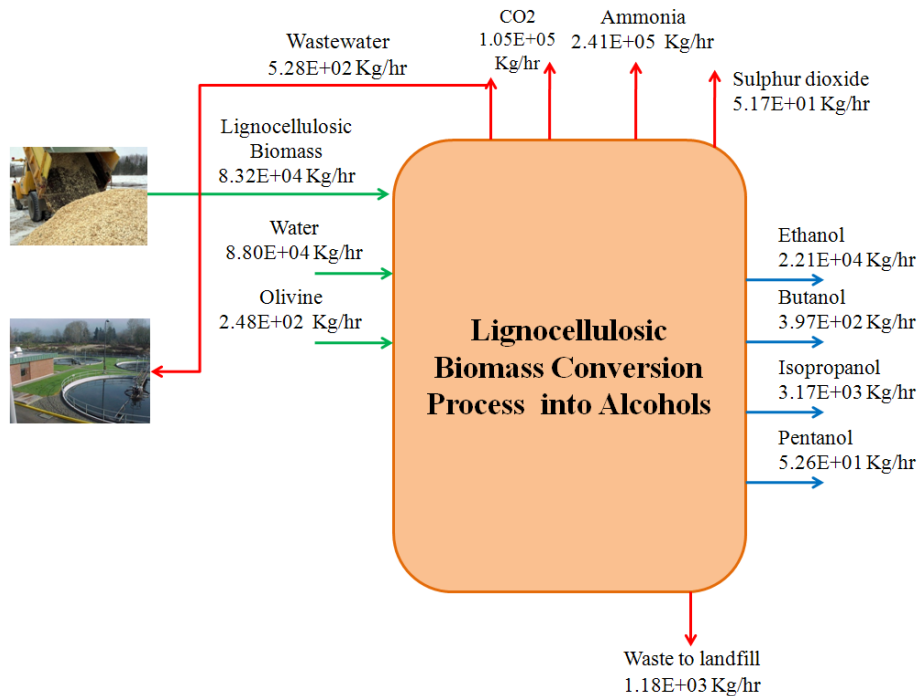 Wastewater
5.28E+02 Kg/hr
CO2
1.05E+05
Kg/hr
Ammonia
2.41E+05 Kg/hr
Sulphur dioxide
5.17E+01 Kg/hr
Lignocellulosic
Biomass
8.32E+04 Kg/hr
Water
8.80E+04 Kg/hr
Olivine
2.48E+02 Kg/hr
Lignocellulosic
Biomass Conversion
Process into Alcohols
Ethanol
2.21E+04 Kg/hr
Butanol
3.97E+02 Kg/hr
Isopropanol
3.17E+03 Kg/hr
Pentanol
5.26E+01 Kg/hr
Waste to landfill
1.18E+03 Kg/hr